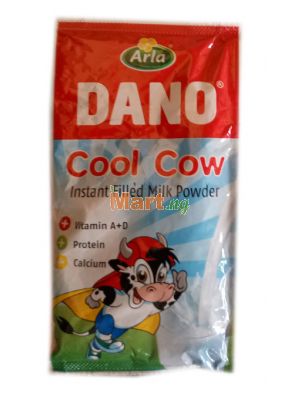 Arla
DANO®
Cool Cow
Instant Filled Milk Powder
Mart.ng
+ Vitamin A+D
+ Protein
+ Calcium